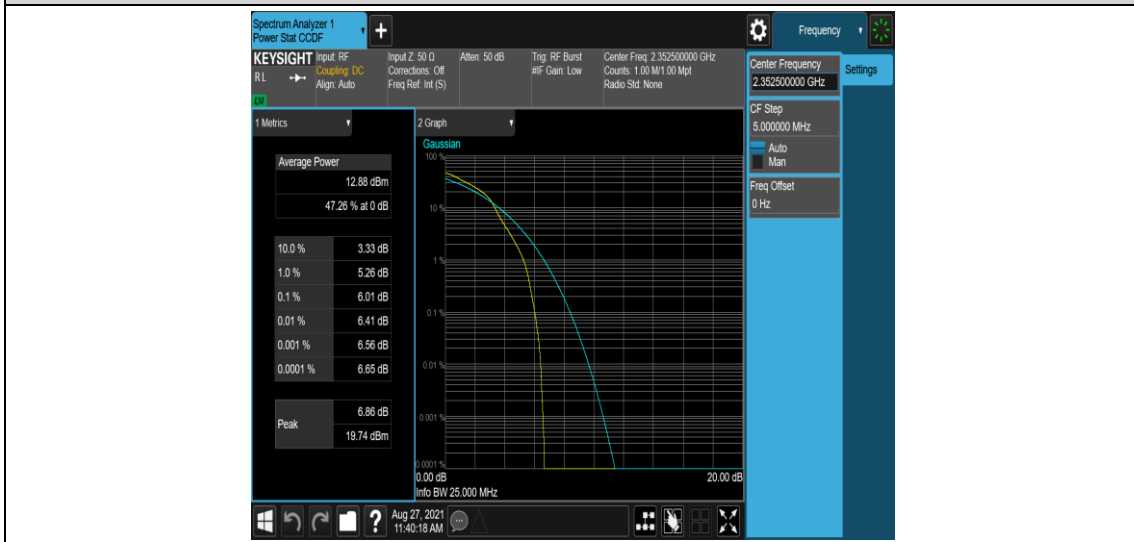 Spectrum Analyzer 1
Power Stat CCDF
+
Frequency
KEYSIGHT
RL
LXI
Input: RF
Coupling: DC
Align: Auto
Input Z: 50 Ω
Corrections: Off
Freq Ref: Int (S)
Atten: 50 dB
Trig: RF Burst
#IF Gain: Low
Center Freq: 2.352500000 GHz
Counts: 1.00 M/1.00 Mpt
Radio Std: None
Center Frequency
2.352500000 GHz
Settings
CF Step
5.000000 MHz
Auto
Man
Freq Offset
0 Hz
1 Metrics
Average Power
12.88 dBm
47.26 % at 0 dB
10.0 % 3.33 dB
1.0 % 5.26 dB
0.1 % 6.01 dB
0.01 % 6.41 dB
0.001 % 6.56 dB
0.0001 % 6.65 dB
Peak 6.86 dB
19.74 dBm
2 Graph
Gaussian
100 %
10 %
1 %
0.1 %
0.01 %
0.001 %
0.0001 %
0.00 dB 20.00 dB
Info BW 25.000 MHz
?
Aug 27, 2021
11:40:18 AM